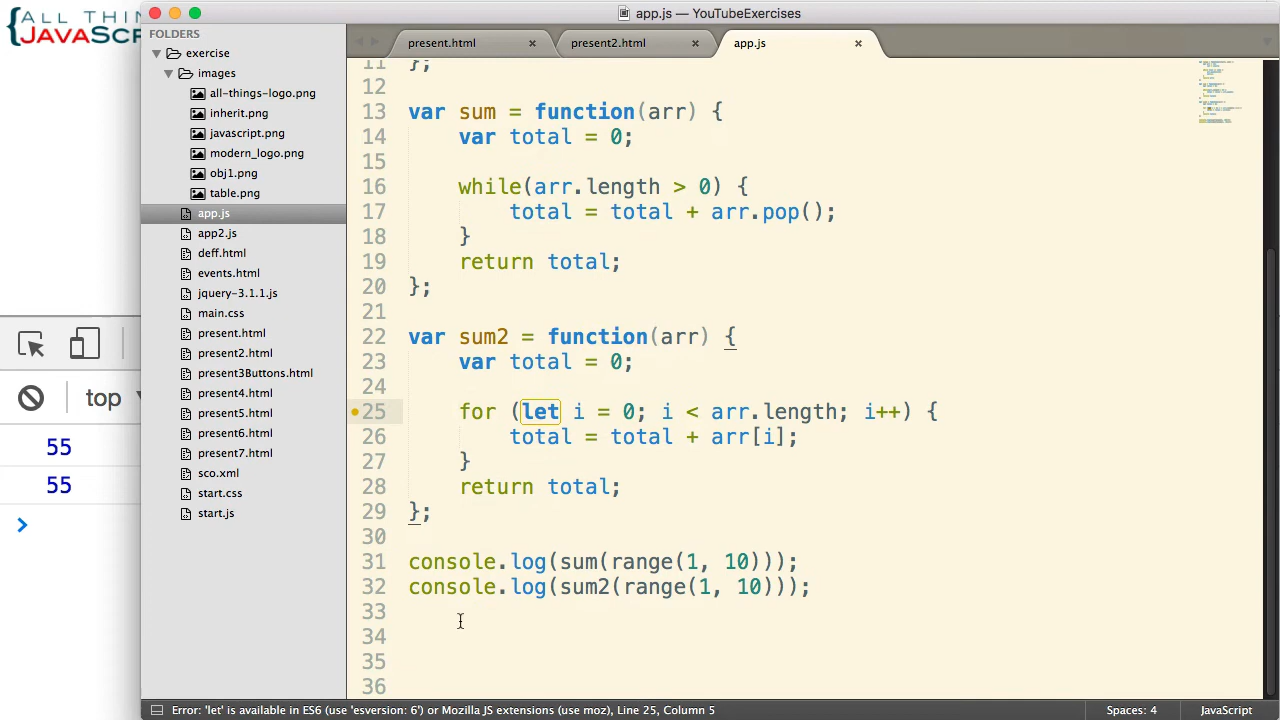 ALL THIN
JAVASCR
app.js — YouTubeExercises
FOLDERS
exercise
images
all-things-logo.png
inherit.png
javascript.png
modern_logo.png
obj1.png
table.png
app.js
app2.js
deff.html
events.html
jquery-3.1.1.js
main.css
present.html
present2.html
present3Buttons.html
present4.html
present5.html
present6.html
present7.html
sco.xml
start.css
start.js
top
55
55
present.html
present2.html
app.js
11 };
12
13 var sum = function(arr) {
14 var total = 0;
15
16 while(arr.length > 0) {
17 total = total + arr.pop();
18 }
19 return total;
20 };
21
22 var sum2 = function(arr) {
23 var total = 0;
24
25 for (let i = 0; i < arr.length; i++) {
26 total = total + arr[i];
27 }
28 return total;
29 };
30
31 console.log(sum(range(1, 10)));
32 console.log(sum2(range(1, 10)));
33
34
35
36
Error: 'let' is available in ES6 (use 'esversion: 6') or Mozilla JS extensions (use moz), Line 25, Column 5
Spaces: 4
JavaScript